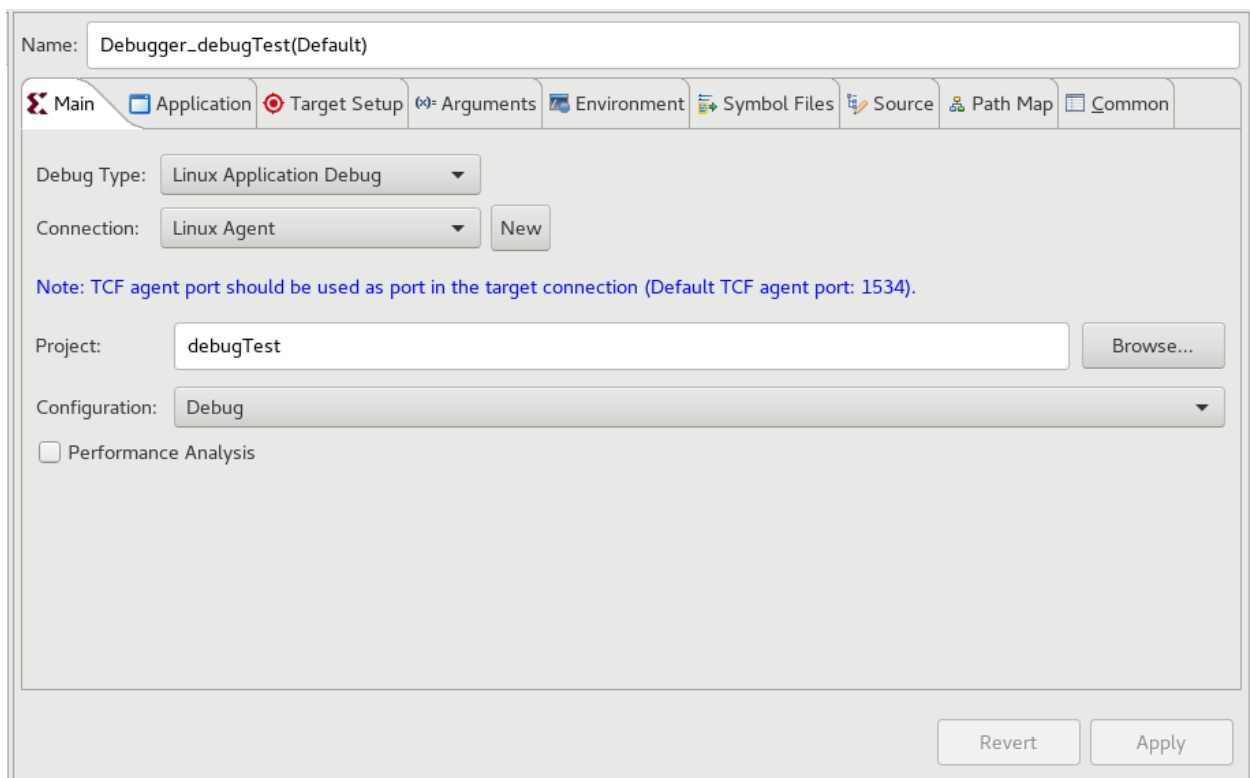 Name: Debugger_debugTest(Default)
Main Application Target Setup (x)= Arguments Environment Symbol Files Source Path Map Common
Debug Type: Linux Application Debug
Connection: Linux Agent New
Note: TCF agent port should be used as port in the target connection (Default TCF agent port: 1534).
Project: debugTest Browse...
Configuration: Debug
Performance Analysis
Revert Apply